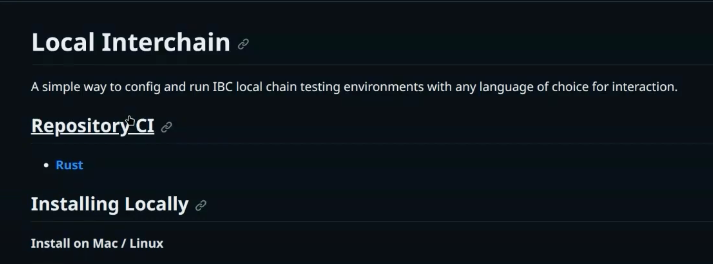 Local Interchain
A simple way to config and run IBC local chain testing environments with any language of choice for interaction.
Repository CI
Rust
Installing Locally
Install on Mac / Linux